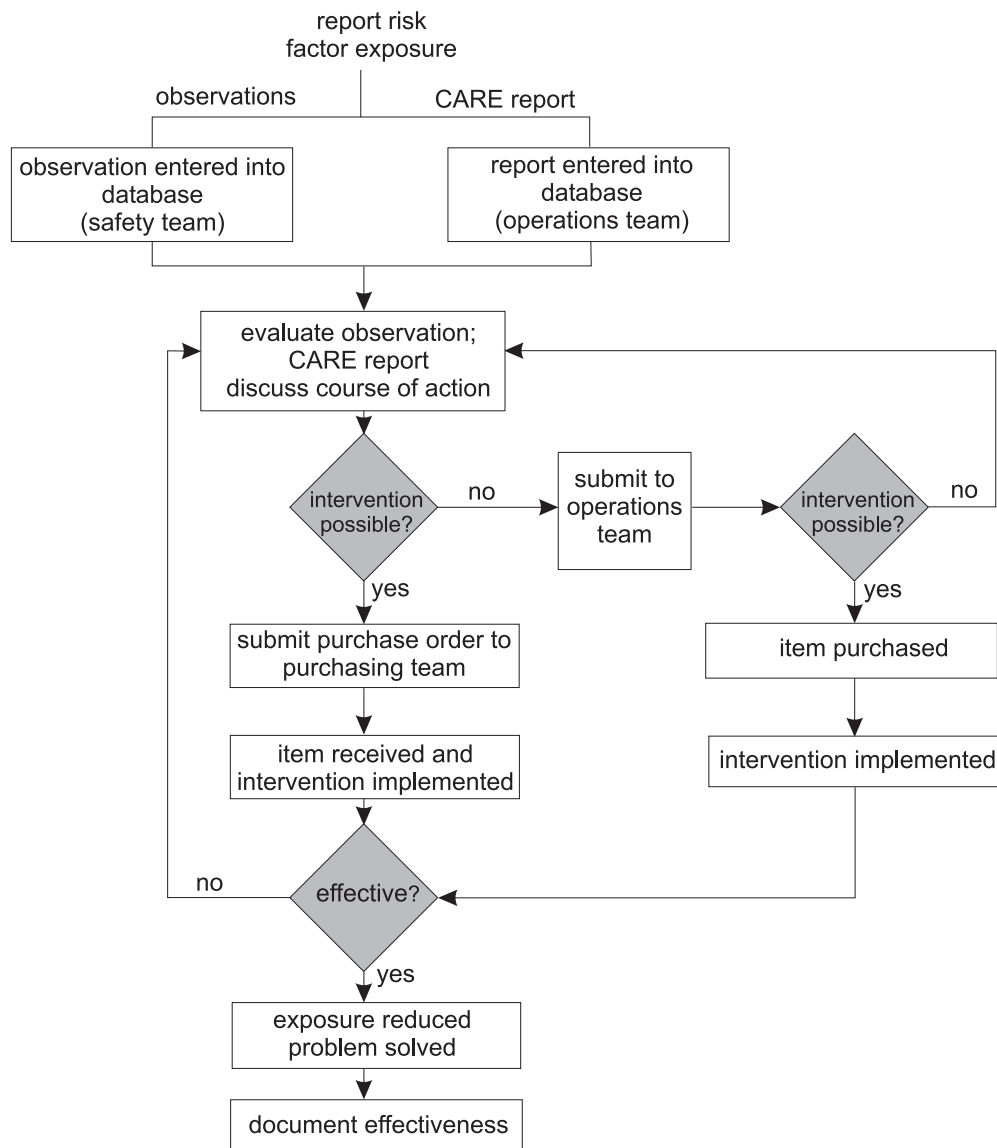 report risk
factor exposure
observations
CARE report
observation entered into
database
(safety team)
report entered into
database
(operations team)
evaluate observation;
CARE report
discuss course of action
intervention
possible?
no
submit to
operations
team
intervention
possible?
no
yes
yes
submit purchase order to
purchasing team
item purchased
item received and
intervention implemented
intervention implemented
effective?
no
yes
exposure reduced
problem solved
document effectiveness